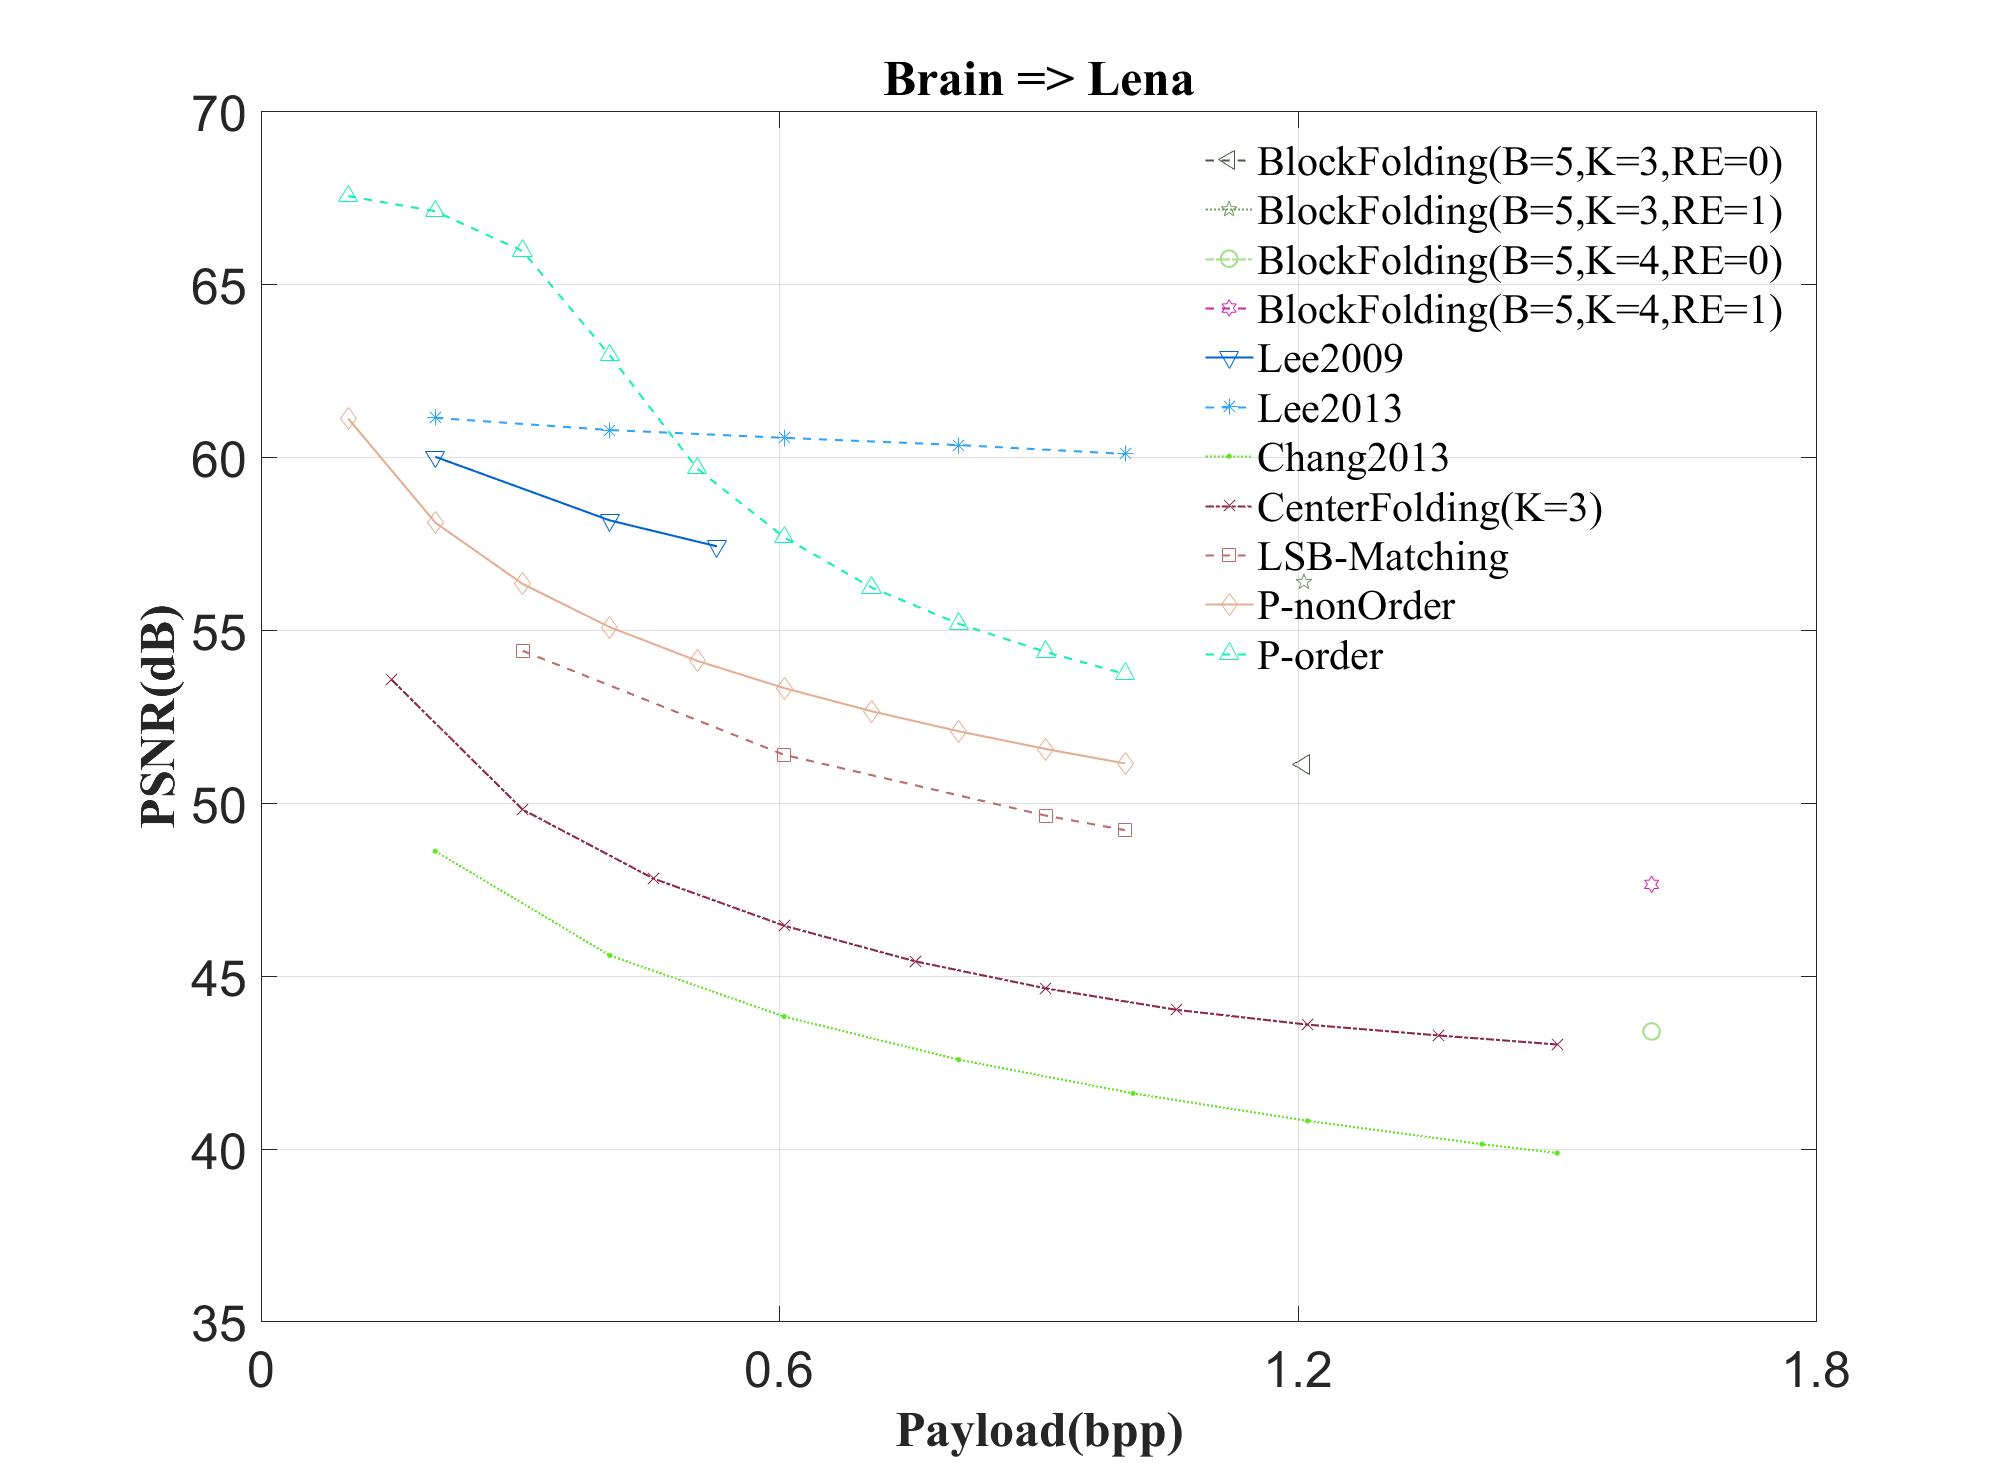 Brain => Lena
70
65
60
55
50
45
40
35
PSNR(dB)
BlockFolding(B=5,K=3,RE=0)
BlockFolding(B=5,K=3,RE=1)
BlockFolding(B=5,K=4,RE=0)
BlockFolding(B=5,K=4,RE=1)
Lee2009
Lee2013
Chang2013
CenterFolding(K=3)
LSB-Matching
P-nonOrder
P-order
0 0.6 1.2 1.8
Payload(bpp)